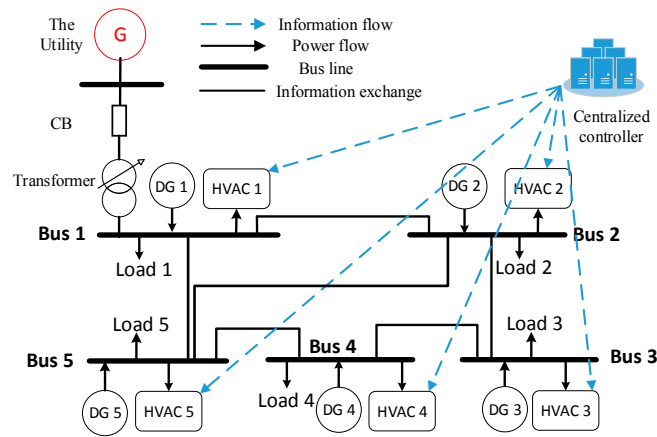 The
Utility
G
Information flow
Power flow
Bus line
Information exchange
CB
Centralized
controller
Transformer
DG 1
HVAC 1
DG 2
HVAC 2
Bus 1
Bus 2
Load 1
Load 2
Load 5
Load 3
Bus 5
Bus 4
Bus 3
DG 5
HVAC 5
Load 4
DG 4
HVAC 4
DG 3
HVAC 3